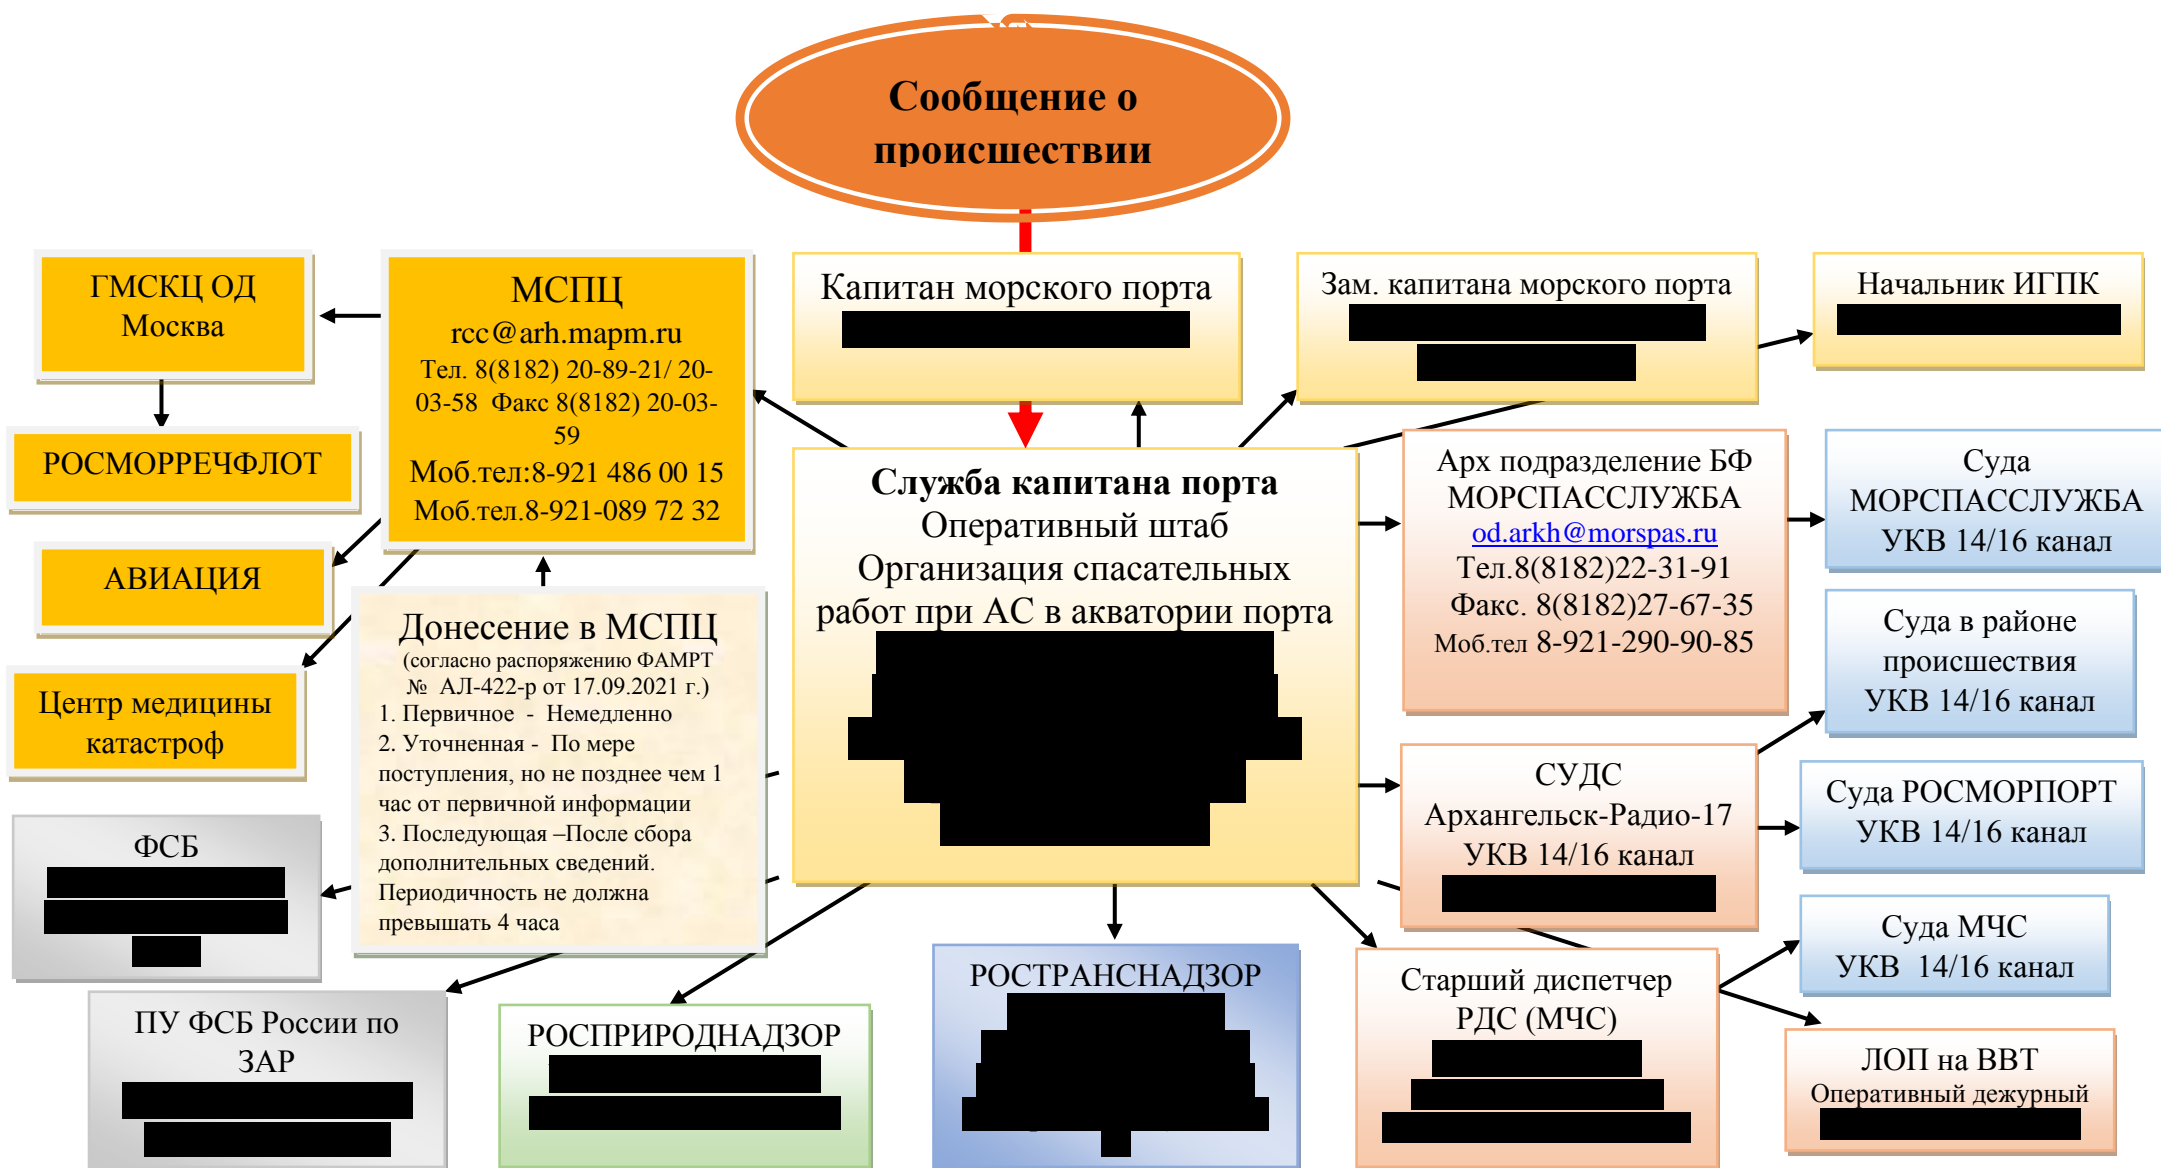 Сообщение о
происшествии
ГМСКЦ ОД
Москва
МСПЦ
rcc@arh.mapm.ru
Тел. 8(8182) 20-89-21/ 20-
03-58  Факс 8(8182) 20-03-
59
Моб.тел:8-921 486 00 15
Моб.тел.8-921-089 72 32
Капитан морского порта
Зам. капитана морского порта
Начальник ИГПК
РОСМОРРЕЧФЛОТ
АВИАЦИЯ
Центр медицины
катастроф
Донесение в МСПЦ
(согласно распоряжению ФАМРТ
№  АЛ-422-р от 17.09.2021 г.)
1. Первичное  -  Немедленно
2. Уточненная -  По мере
поступления, но не позднее чем 1
час от первичной информации
3. Последующая –После сбора
дополнительных сведений.
Периодичность не должна
превышать 4 часа
Служба капитана порта
Оперативный штаб
Организация спасательных
работ при АС в акватории порта
Арх подразделение БФ
МОРСПАССЛУЖБА
od.arkh@morspas.ru
Тел.8(8182)22-31-91
Факс. 8(8182)27-67-35
Моб.тел 8-921-290-90-85
Суда
МОРСПАССЛУЖБА
УКВ 14/16 канал
Суда в районе
происшествия
УКВ 14/16 канал
СУДС
Архангельск-Радио-17
УКВ 14/16 канал
Суда РОСМОРПОРТ
УКВ 14/16 канал
Суда МЧС
УКВ  14/16 канал
ФСБ
ПУ ФСБ России по
ЗАР
РОСПРИРОДНАДЗОР
РОСТРАНСНАДЗОР
Старший диспетчер
РДС (МЧС)
ЛОП на ВВТ
Оперативный дежурный